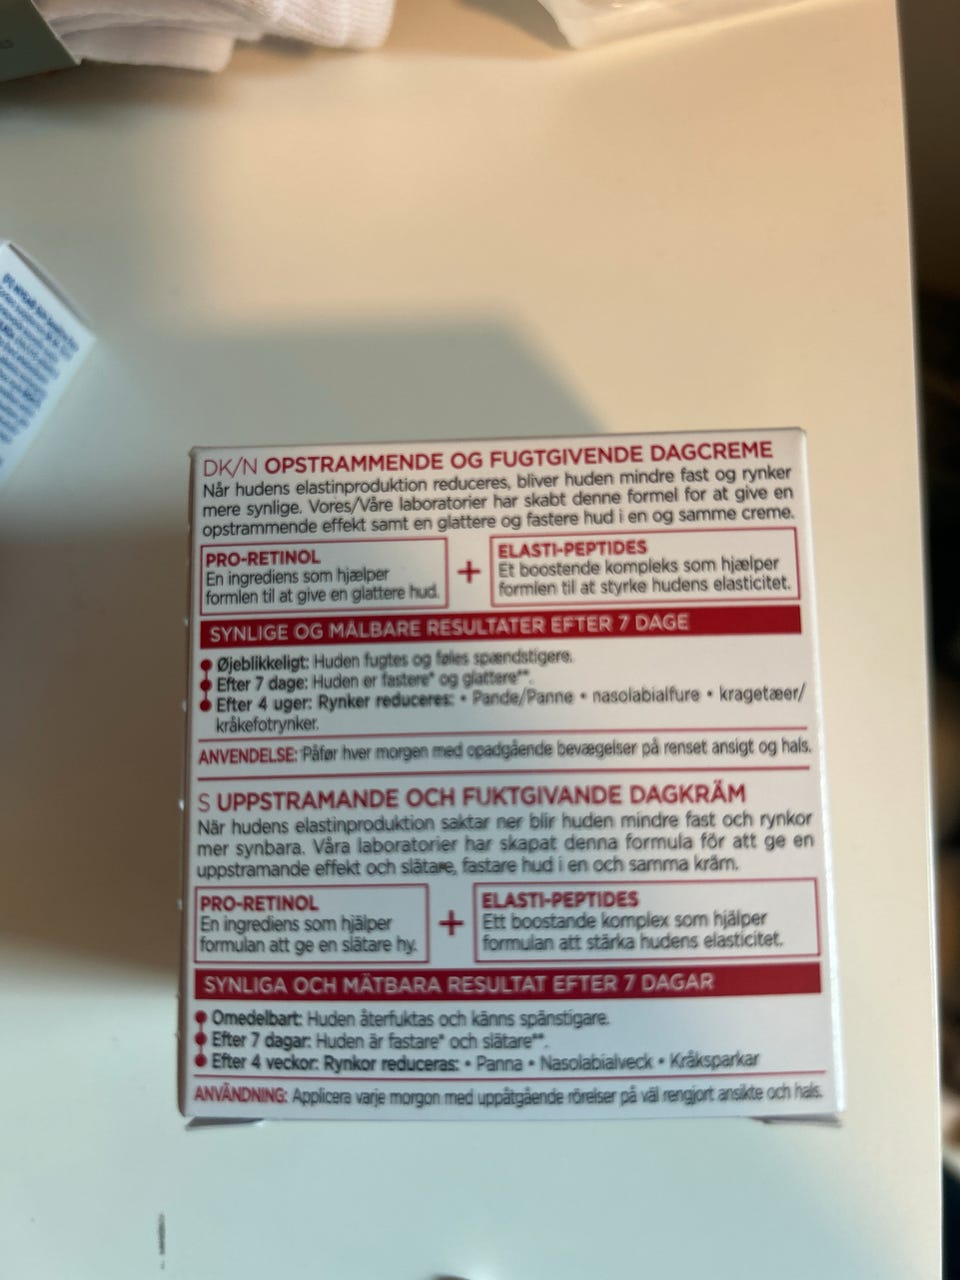 DK/N OPSTRAMMENDE OG FUGTGIVENDE DAGCREME
Når hudens elastinproduktion reduceres, bliver huden mindre fast og rynker
mere synlige. Vores/Våre laboratorier har skabt denne formel for at give en
opstrammende effekt samt en glattere og fastere hud i en og samme creme.
PRO-RETINOL
En ingrediens som hjælper
formlen til at give en glattere hud.
+
ELASTI-PEPTIDES
Et boostende kompleks som hjælper
formlen til at styrke hudens elasticitet.
SYNLIGE OG MÅLBARE RESULTATER EFTER 7 DAGE
Øjeblikkeligt: Huden fugtes og føles spændstigere.
Efter 7 dage: Huden er fastere* og glattere**.
Efter 4 uger: Rynker reduceres: • Pande/Panne • nasolabialfure • kragetæer/
kråkefotrynker.
ANVENDELSE: Påfør hver morgen med opadgående bevægelser på renset ansigt og hals.
S UPPSTRAMANDE OCH FUKTGIVANDE DAGKRÄM
När hudens elastinproduktion saktar ner blir huden mindre fast och rynkor
mer synbara. Våra laboratorier har skapat denna formula för att ge en
uppstramande effekt och slätare, fastare hud i en och samma kräm.
PRO-RETINOL
En ingrediens som hjälper
formulan att ge en slätare hy.
+
ELASTI-PEPTIDES
Ett boostande komplex som hjälper
formulan att stärka hudens elasticitet.
SYNLIGA OCH MÄTBARA RESULTAT EFTER 7 DAGAR
Omedelbart: Huden återfuktas och känns spänstigare.
Efter 7 dagar: Huden är fastare* och slätare**.
Efter 4 veckor: Rynkor reduceras: • Panna • Nasolabialveck • Kråksparkar
ANVÄNDNING: Applicera varje morgon med uppåtgående rörelser på väl rengjort ansikte och hals.